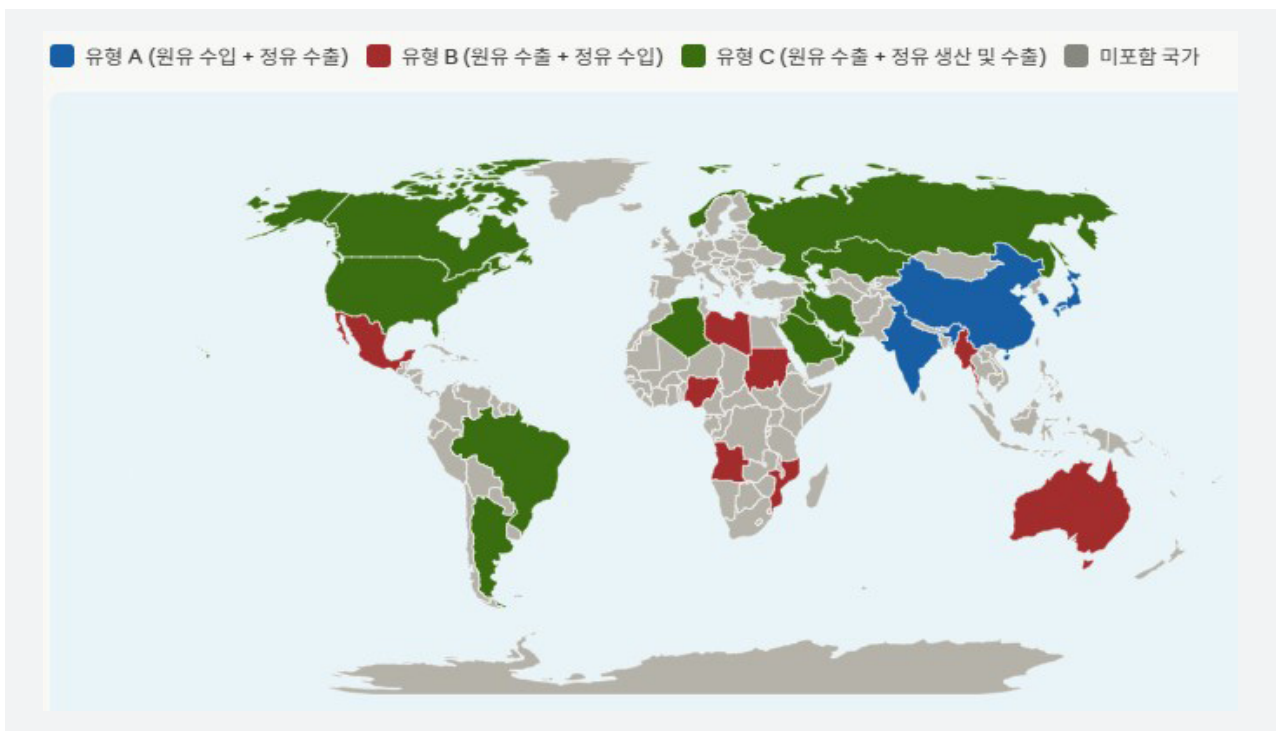 유형 A (원유 수입 + 정유 수출) 유형 B (원유 수출 + 정유 수입) 유형 C (원유 수출 + 정유 생산 및 수출) 미포함 국가